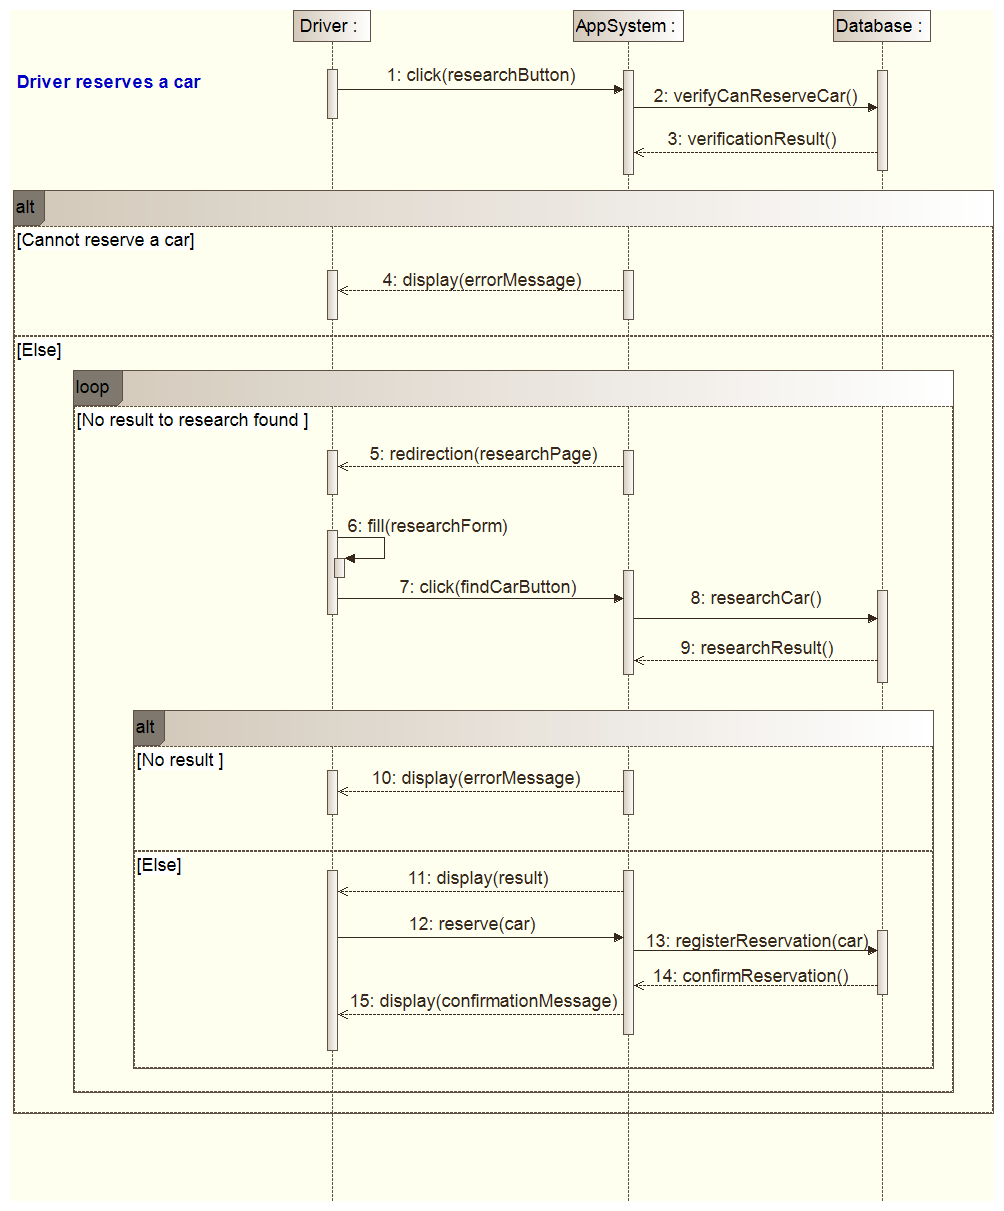 Driver :
AppSystem :
Database :
Driver reserves a car
1: click(researchButton)
2: verifyCanReserveCar()
3: verificationResult()
alt
[Cannot reserve a car]
4: display(errorMessage)
[Else]
loop
[No result to research found ]
5: redirection(researchPage)
6: fill(researchForm)
7: click(findCarButton)
8: researchCar()
9: researchResult()
alt
[No result ]
10: display(errorMessage)
[Else]
11: display(result)
12: reserve(car)
13: registerReservation(car)
14: confirmReservation()
15: display(confirmationMessage)